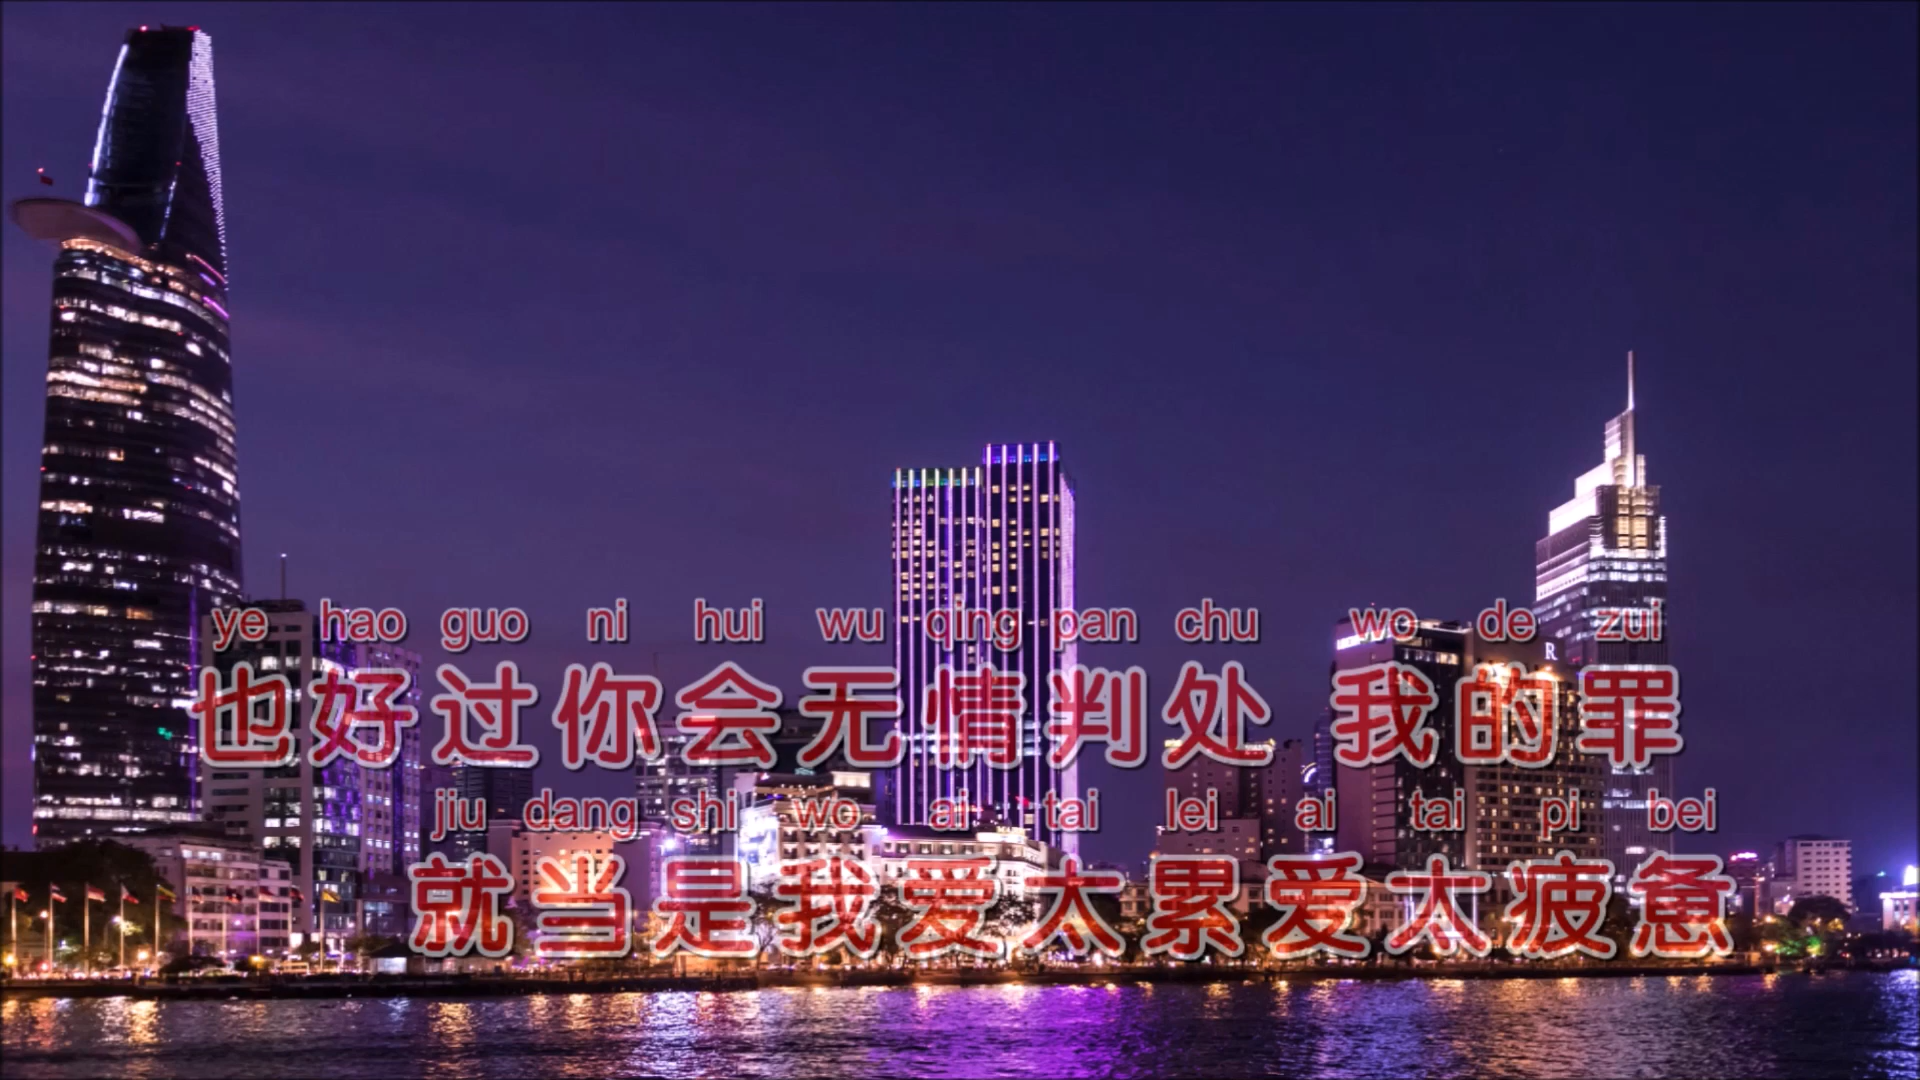 ye hao guo ni hui wu qing pan chu wo de zui
也好过你会无情判处 我的罪
jiu dang shi wo ai tai lei ai tai pi bei
就当是我爱太累爱太疲惫
R